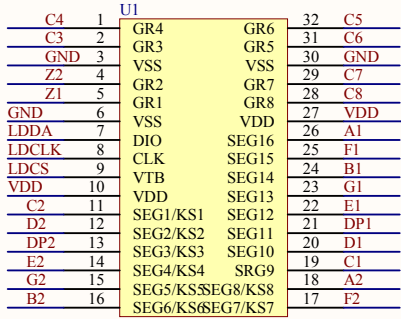 U1
C4 1 GR4 GR6 32 C5
C3 2 GR3 GR5 31 C6
GND 3 VSS VSS 30 GND
Z2 4 GR2 GR7 29 C7
Z1 5 GR1 GR8 28 C8
GND 6 VSS VDD 27 VDD
LDDA 7 DIO SEG16 26 A1
LDCLK 8 CLK SEG15 25 F1
LDCS 9 VTB SEG14 24 B1
VDD 10 VDD SEG13 23 G1
C2 11 SEG1/KS1 SEG12 22 E1
D2 12 SEG2/KS2 SEG11 21 DP1
DP2 13 SEG3/KS3 SEG10 20 D1
E2 14 SEG4/KS4 SRG9 19 C1
G2 15 SEG5/KS5 SEG8/KS8 18 A2
B2 16 SEG6/KS6 SEG7/KS7 17 F2